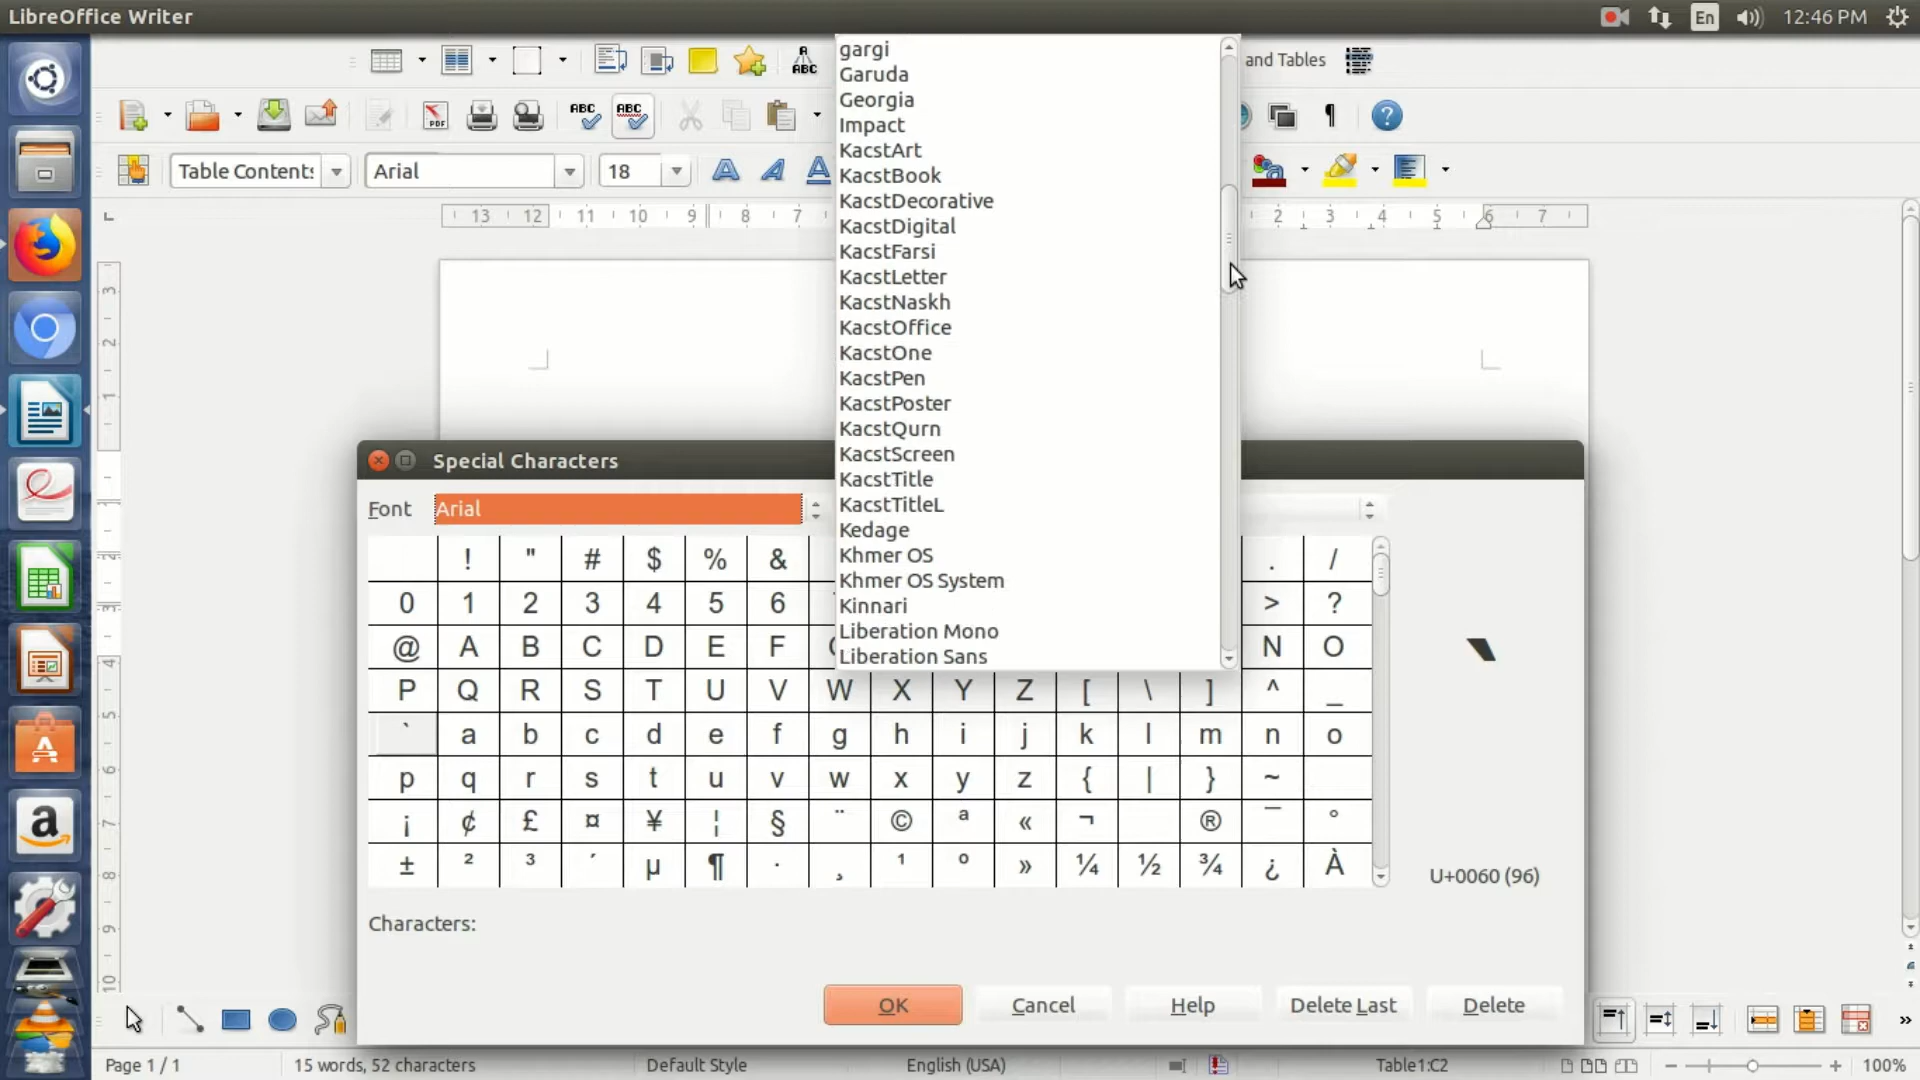 LibreOffice Writer
En
12:46 PM
and Tables
Table Contents
Arial
18
13 12 11 10 9 8 7
2 3 4 5 6 7
gargi
Garuda
Georgia
Impact
KacstArt
KacstBook
KacstDecorative
KacstDigital
KacstFarsi
KacstLetter
KacstNaskh
KacstOffice
KacstOne
KacstPen
KacstPoster
KacstQurn
KacstScreen
KacstTitle
KacstTitleL
Kedage
Khmer OS
Khmer OS System
Kinnari
Liberation Mono
Liberation Sans
Special Characters
Font Arial
! " # $ % & . /
0 1 2 3 4 5 6 > ?
@ A B C D E F N O
P Q R S T U V W X Y Z [ \ ] ^ _
` a b c d e f g h i j k l m n o
p q r s t u v w x y z { | } ~
¡ ¢ £ ¤ ¥ ¦ § ¨ © ª « ¬ ® ¯ °
± ² ³ ´ µ ¶ · ¸ ¹ º » ¼ ½ ¾ ¿ À
`
U+0060 (96)
Characters:
OK
Cancel
Help
Delete Last
Delete
Page 1 / 1
15 words, 52 characters
Default Style
English (USA)
Table1:C2
100%